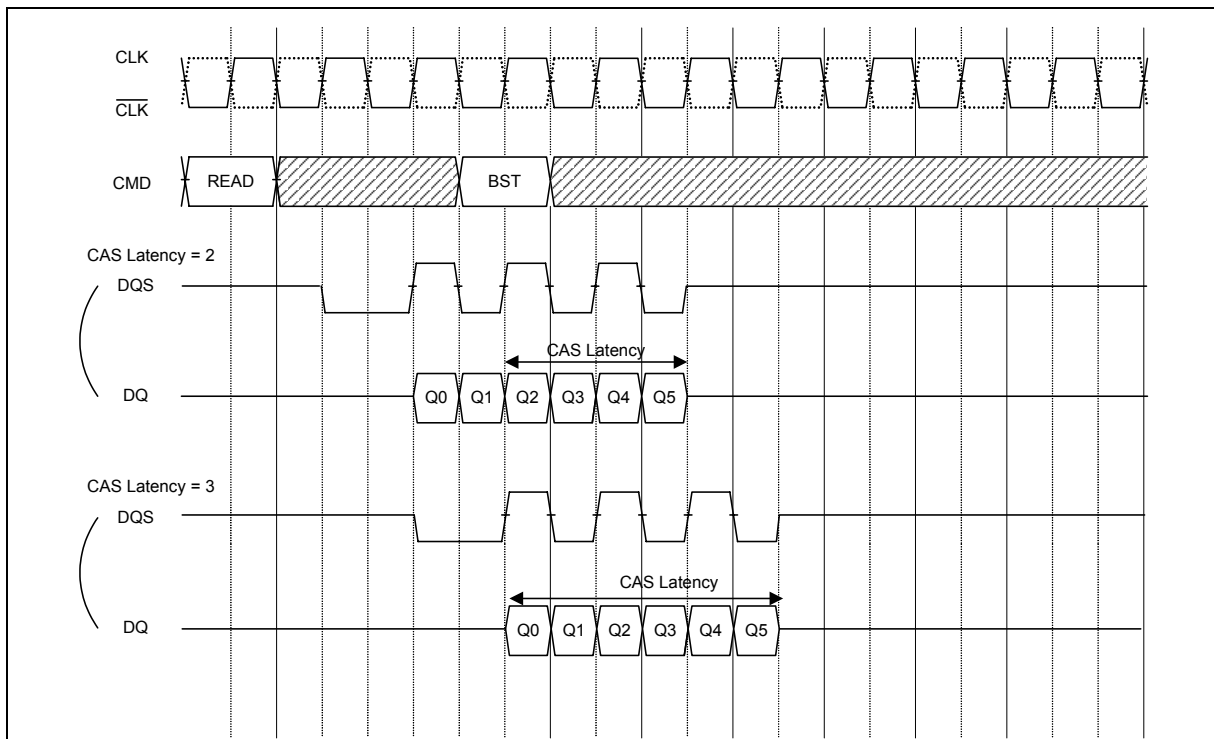 CLK
C̅L̅K̅
CMD READ BST
CAS Latency = 2
DQS
CAS Latency
DQ Q0 Q1 Q2 Q3 Q4 Q5
CAS Latency = 3
DQS
CAS Latency
DQ Q0 Q1 Q2 Q3 Q4 Q5